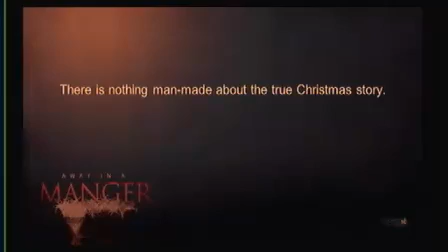 There is nothing man-made about the true Christmas story.
AWAY IN A
MANGER